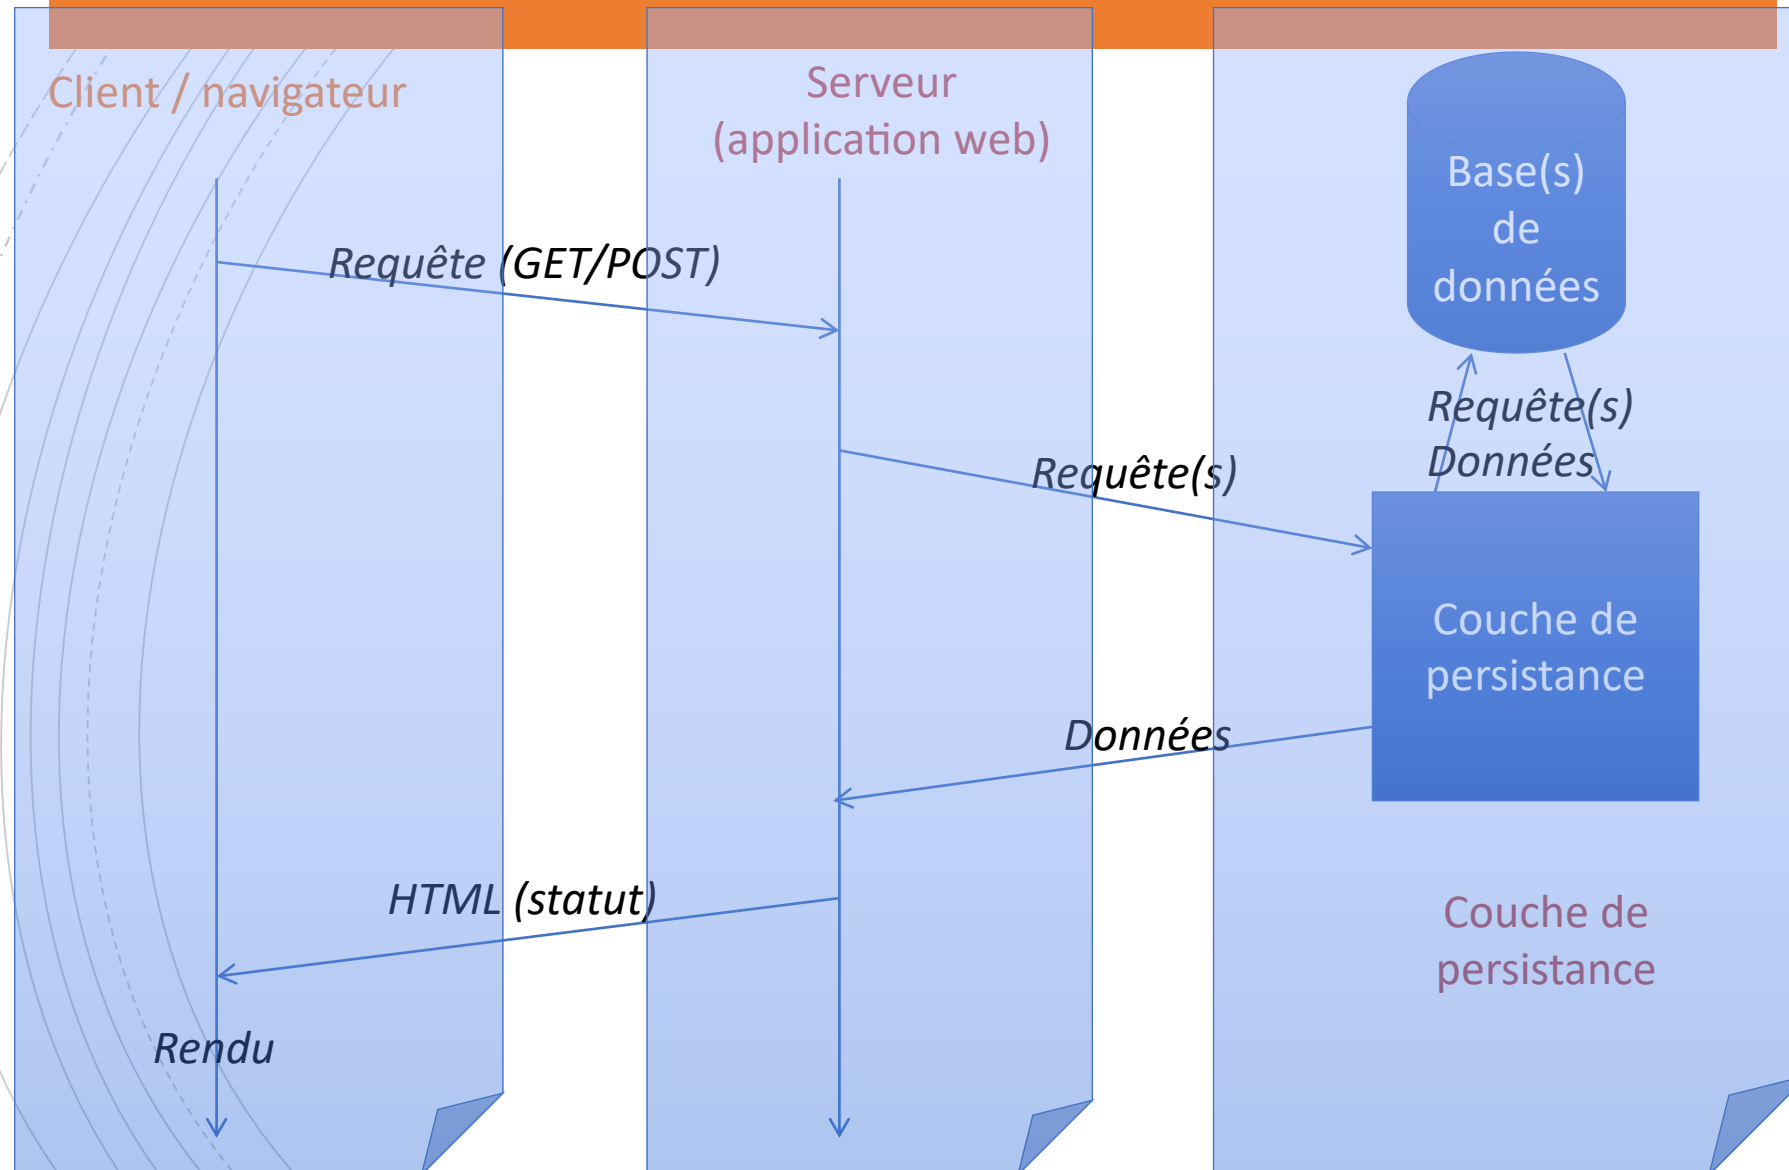 Client / navigateur
Serveur
(application web)
Base(s)
de
données
Requête (GET/POST)
Requête(s)
Données
Requête(s)
Couche de
persistance
Données
HTML (statut)
Couche de
persistance
Rendu